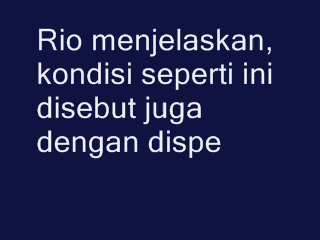 Rio menjelaskan,
kondisi seperti ini
disebut juga
dengan dispe